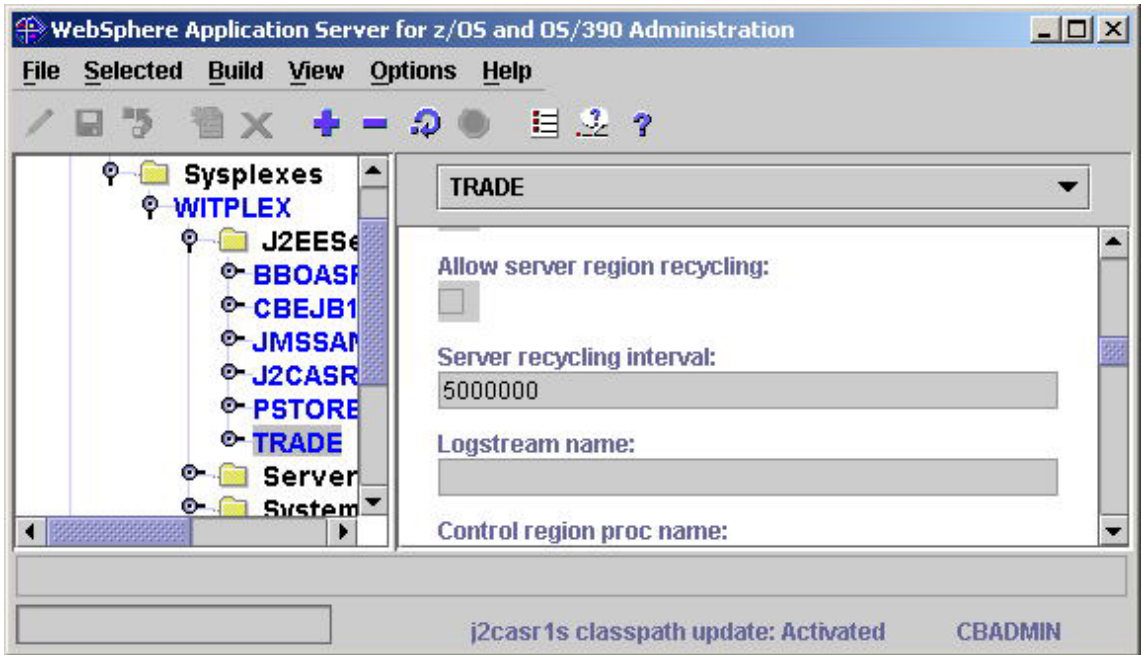 WebSphere Application Server for z/OS and OS/390 Administration
File Selected Build View Options Help
Sysplexes
WITPLEX
J2EESe
BBOASR
CBEJB1
JMSSAN
J2CASR
PSTORE
TRADE
Server
System
TRADE
Allow server region recycling:
Server recycling interval:
5000000
Logstream name:
Control region proc name:
j2casr1s classpath update: Activated CBADMIN